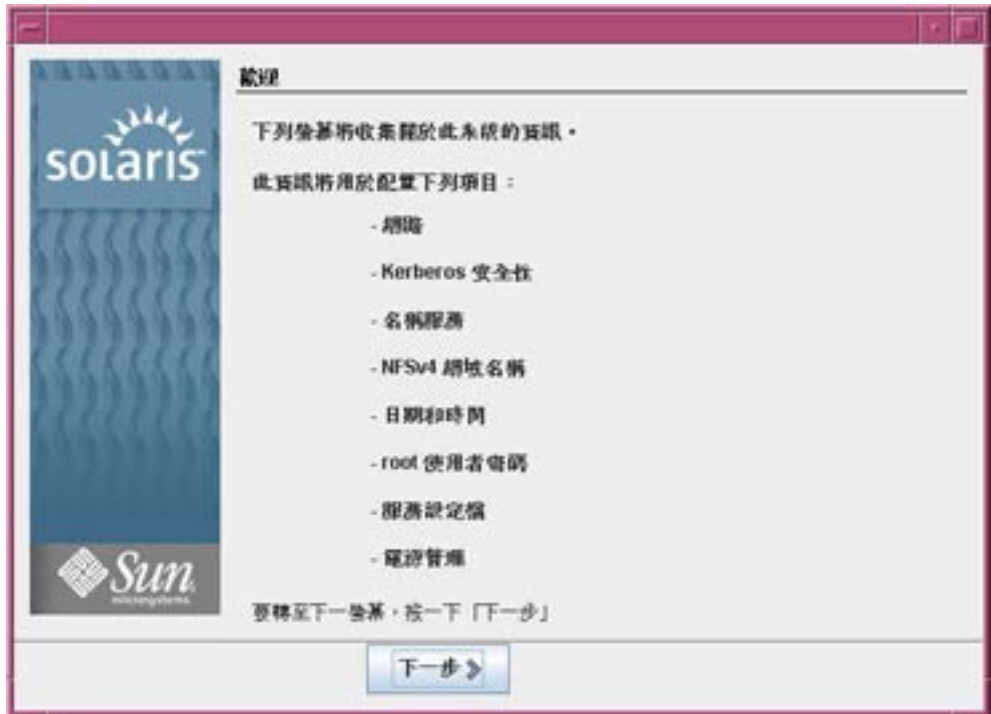 歡迎
solaris
下列螢幕將收集關於此系統的資訊。
此資訊將用於配置下列項目：
- 網路
- Kerberos 安全性
- 名稱服務
- NFSv4 網域名稱
- 日期和時間
- root 使用者密碼
- 服務設定檔
- 電源管理
Sun
microsystems
要轉至下一螢幕，按一下「下一步」
下一步